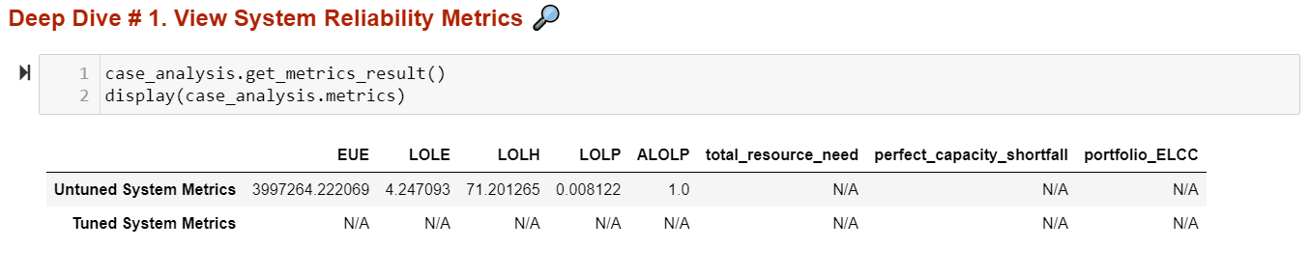 Deep Dive # 1. View System Reliability Metrics
1 case_analysis.get_metrics_result()
2 display(case_analysis.metrics)
EUE LOLE LOLH LOLP ALOLP total_resource_need perfect_capacity_shortfall portfolio_ELCC
Untuned System Metrics 3997264.222069 4.247093 71.201265 0.008122 1.0 N/A N/A N/A
Tuned System Metrics N/A N/A N/A N/A N/A N/A N/A N/A